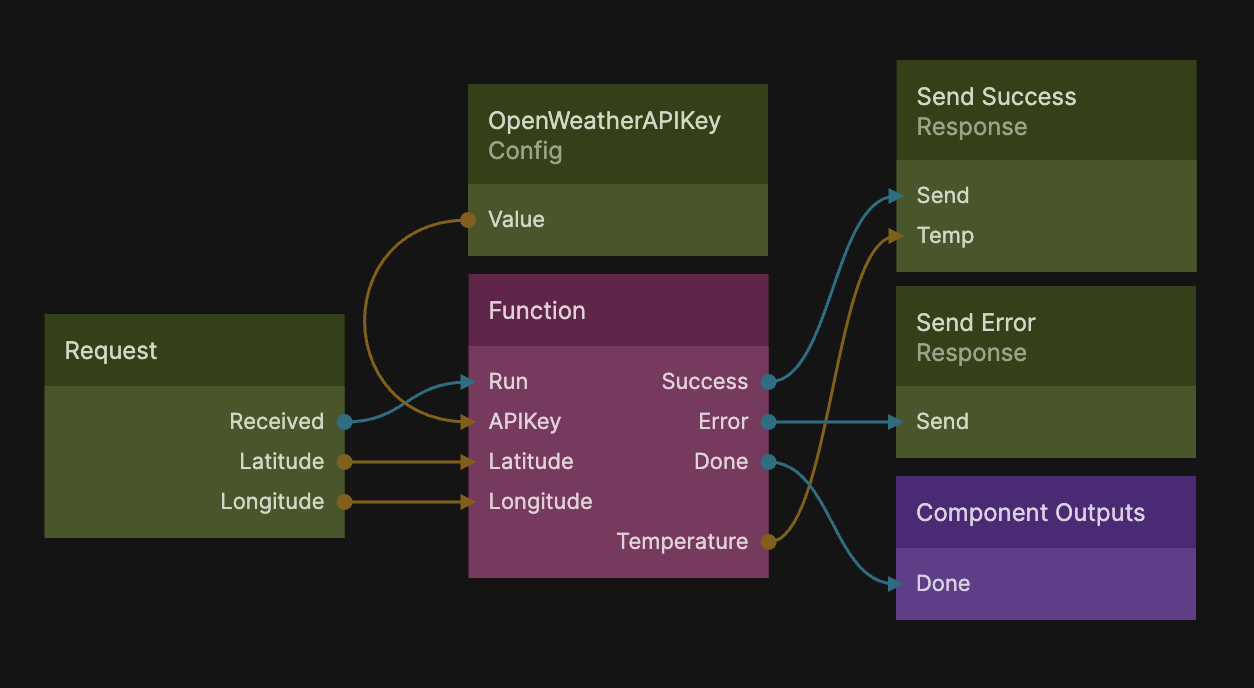 Request
Received
Latitude
Longitude
OpenWeatherAPIKey
Config
Value
Function
Run
Success
APIKey
Error
Latitude
Done
Longitude
Temperature
Send Success
Response
Send
Temp
Send Error
Response
Send
Component Outputs
Done